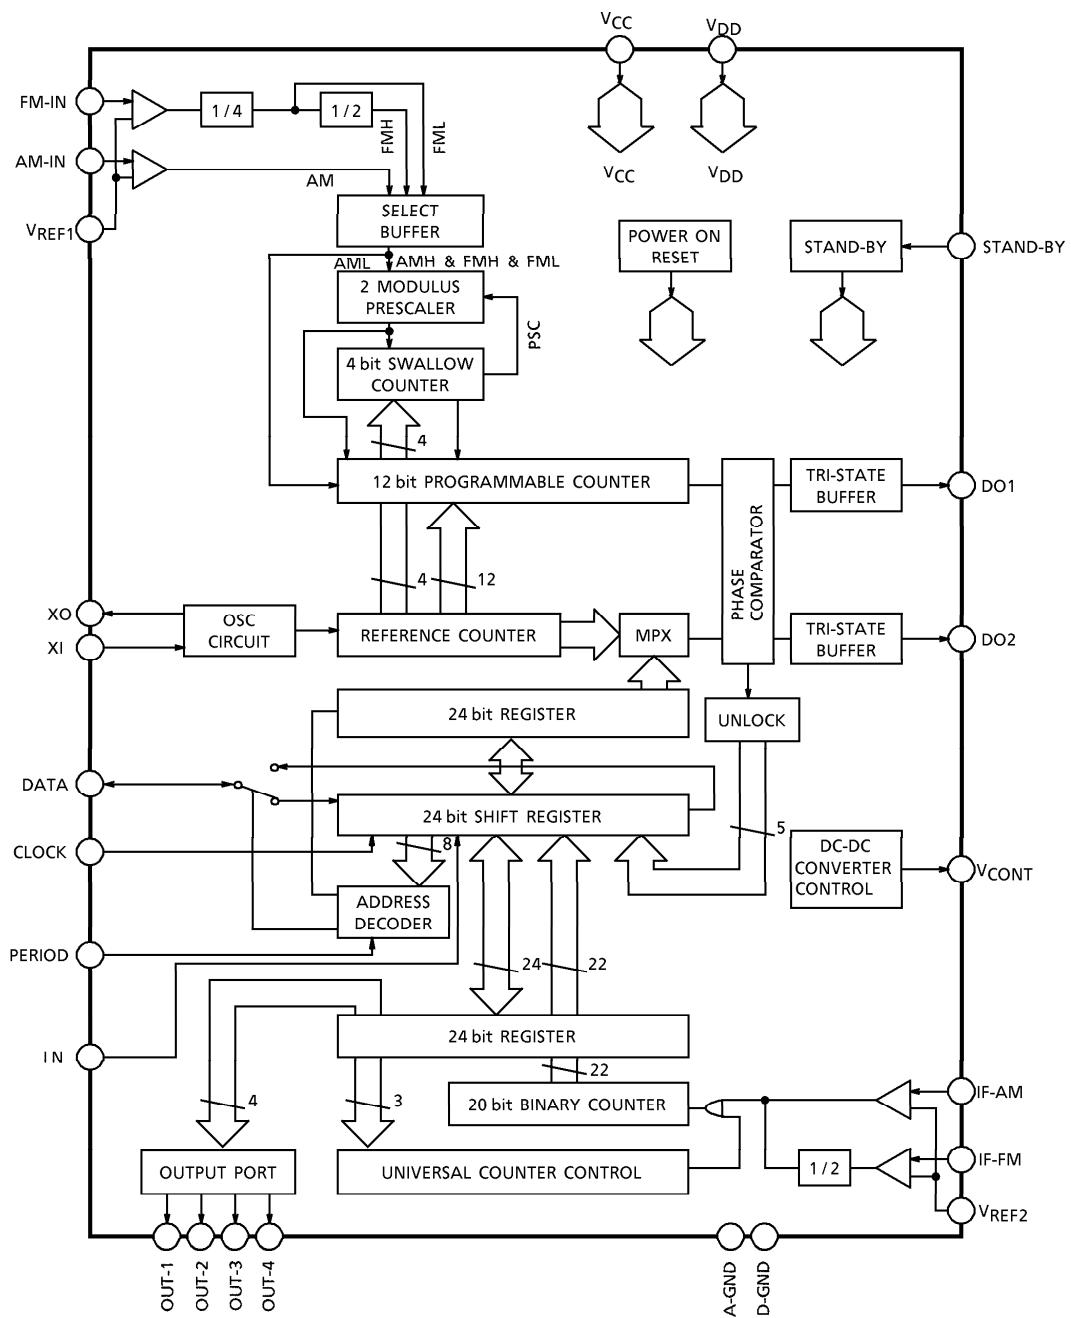 VCC
VDD
FM-IN
1/4
1/2
FMH
FML
AM-IN
AM
VCC
VDD
VREF1
SELECT
BUFFER
POWER ON
RESET
STAND-BY
STAND-BY
AML
AMH & FMH & FML
2 MODULUS
PRESCALER
PSC
4 bit SWALLOW
COUNTER
4
12 bit PROGRAMMABLE COUNTER
TRI-STATE
BUFFER
DO1
PHASE
COMPARATOR
4
12
XO
XI
OSC
CIRCUIT
REFERENCE COUNTER
MPX
TRI-STATE
BUFFER
DO2
24 bit REGISTER
UNLOCK
DATA
24 bit SHIFT REGISTER
5
CLOCK
8
DC-DC
CONVERTER
CONTROL
VCONT
ADDRESS
DECODER
PERIOD
24
22
IN
24 bit REGISTER
22
4
3
20 bit BINARY COUNTER
IF-AM
OUTPUT PORT
UNIVERSAL COUNTER CONTROL
1/2
IF-FM
VREF2
OUT-1
OUT-2
OUT-3
OUT-4
A-GND
D-GND